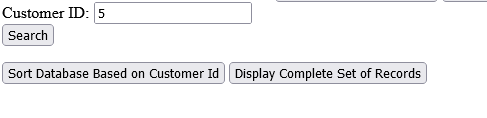 Customer ID: 5
Search
Sort Database Based on Customer Id Display Complete Set of Records